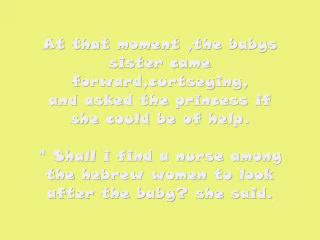 At that moment ,the babys
sister came
forward,curtseying,
and asked the princess if
she could be of help.
" Shall i find a nurse among
the hebrew women to look
after the baby? she said.